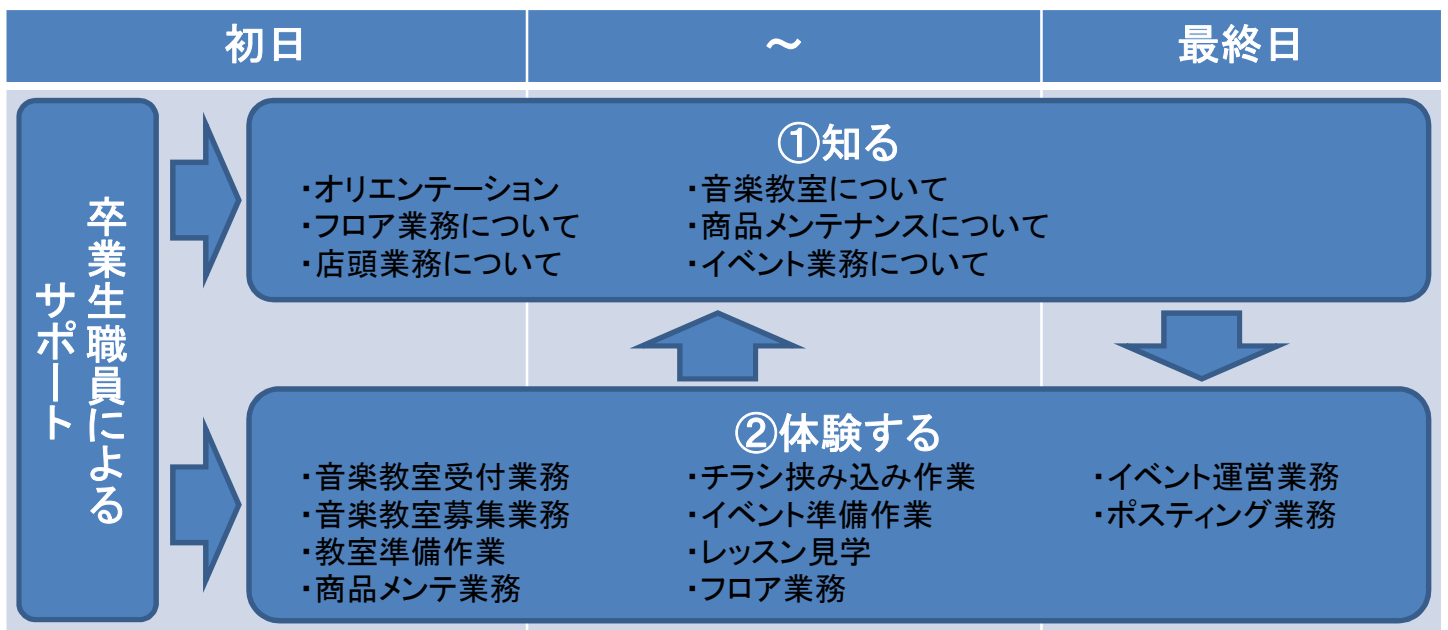 初日
～
最終日
卒業生職員による
サポート
①知る
・オリエンテーション
・フロア業務について
・店頭業務について
・音楽教室について
・商品メンテナンスについて
・イベント業務について
②体験する
・音楽教室受付業務
・音楽教室募集業務
・教室準備作業
・商品メンテ業務
・チラシ挟み込み作業
・イベント準備作業
・レッスン見学
・フロア業務
・イベント運営業務
・ポスティング業務